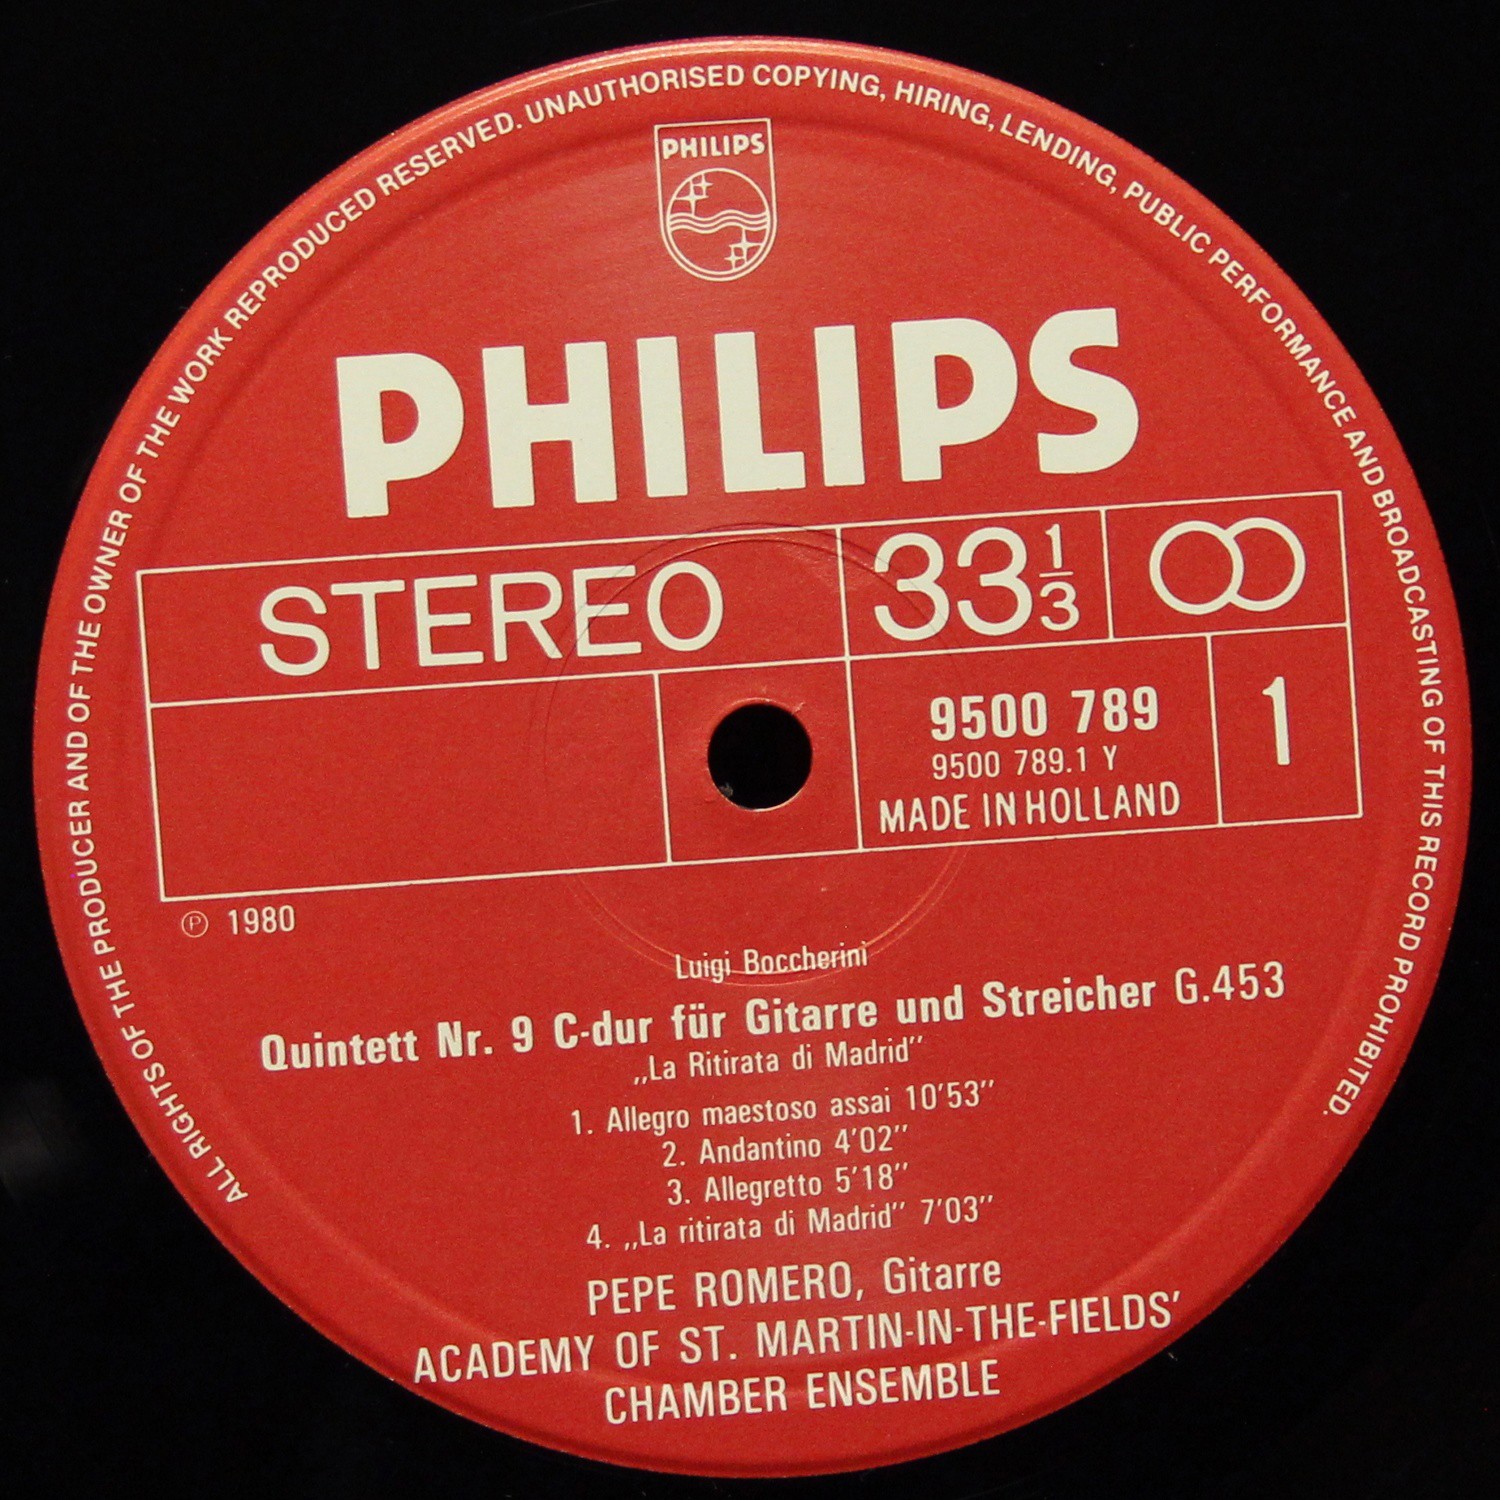 ALL RIGHTS OF THE PRODUCER AND OF THE OWNER OF THE WORK REPRODUCED RESERVED. UNAUTHORISED COPYING, HIRING, LENDING, PUBLIC PERFORMANCE AND BROADCASTING OF THIS RECORD PROHIBITED.
PHILIPS
PHILIPS
STEREO
33 1/3
9500 789
9500 789.1 Y
MADE IN HOLLAND
1
℗ 1980
Luigi Boccherini
Quintett Nr. 9 C-dur für Gitarre und Streicher G.453
„La Ritirata di Madrid"
1. Allegro maestoso assai 10'53"
2. Andantino 4'02"
3. Allegretto 5'18"
4. „La ritirata di Madrid" 7'03"
PEPE ROMERO, Gitarre
ACADEMY OF ST. MARTIN-IN-THE-FIELDS'
CHAMBER ENSEMBLE